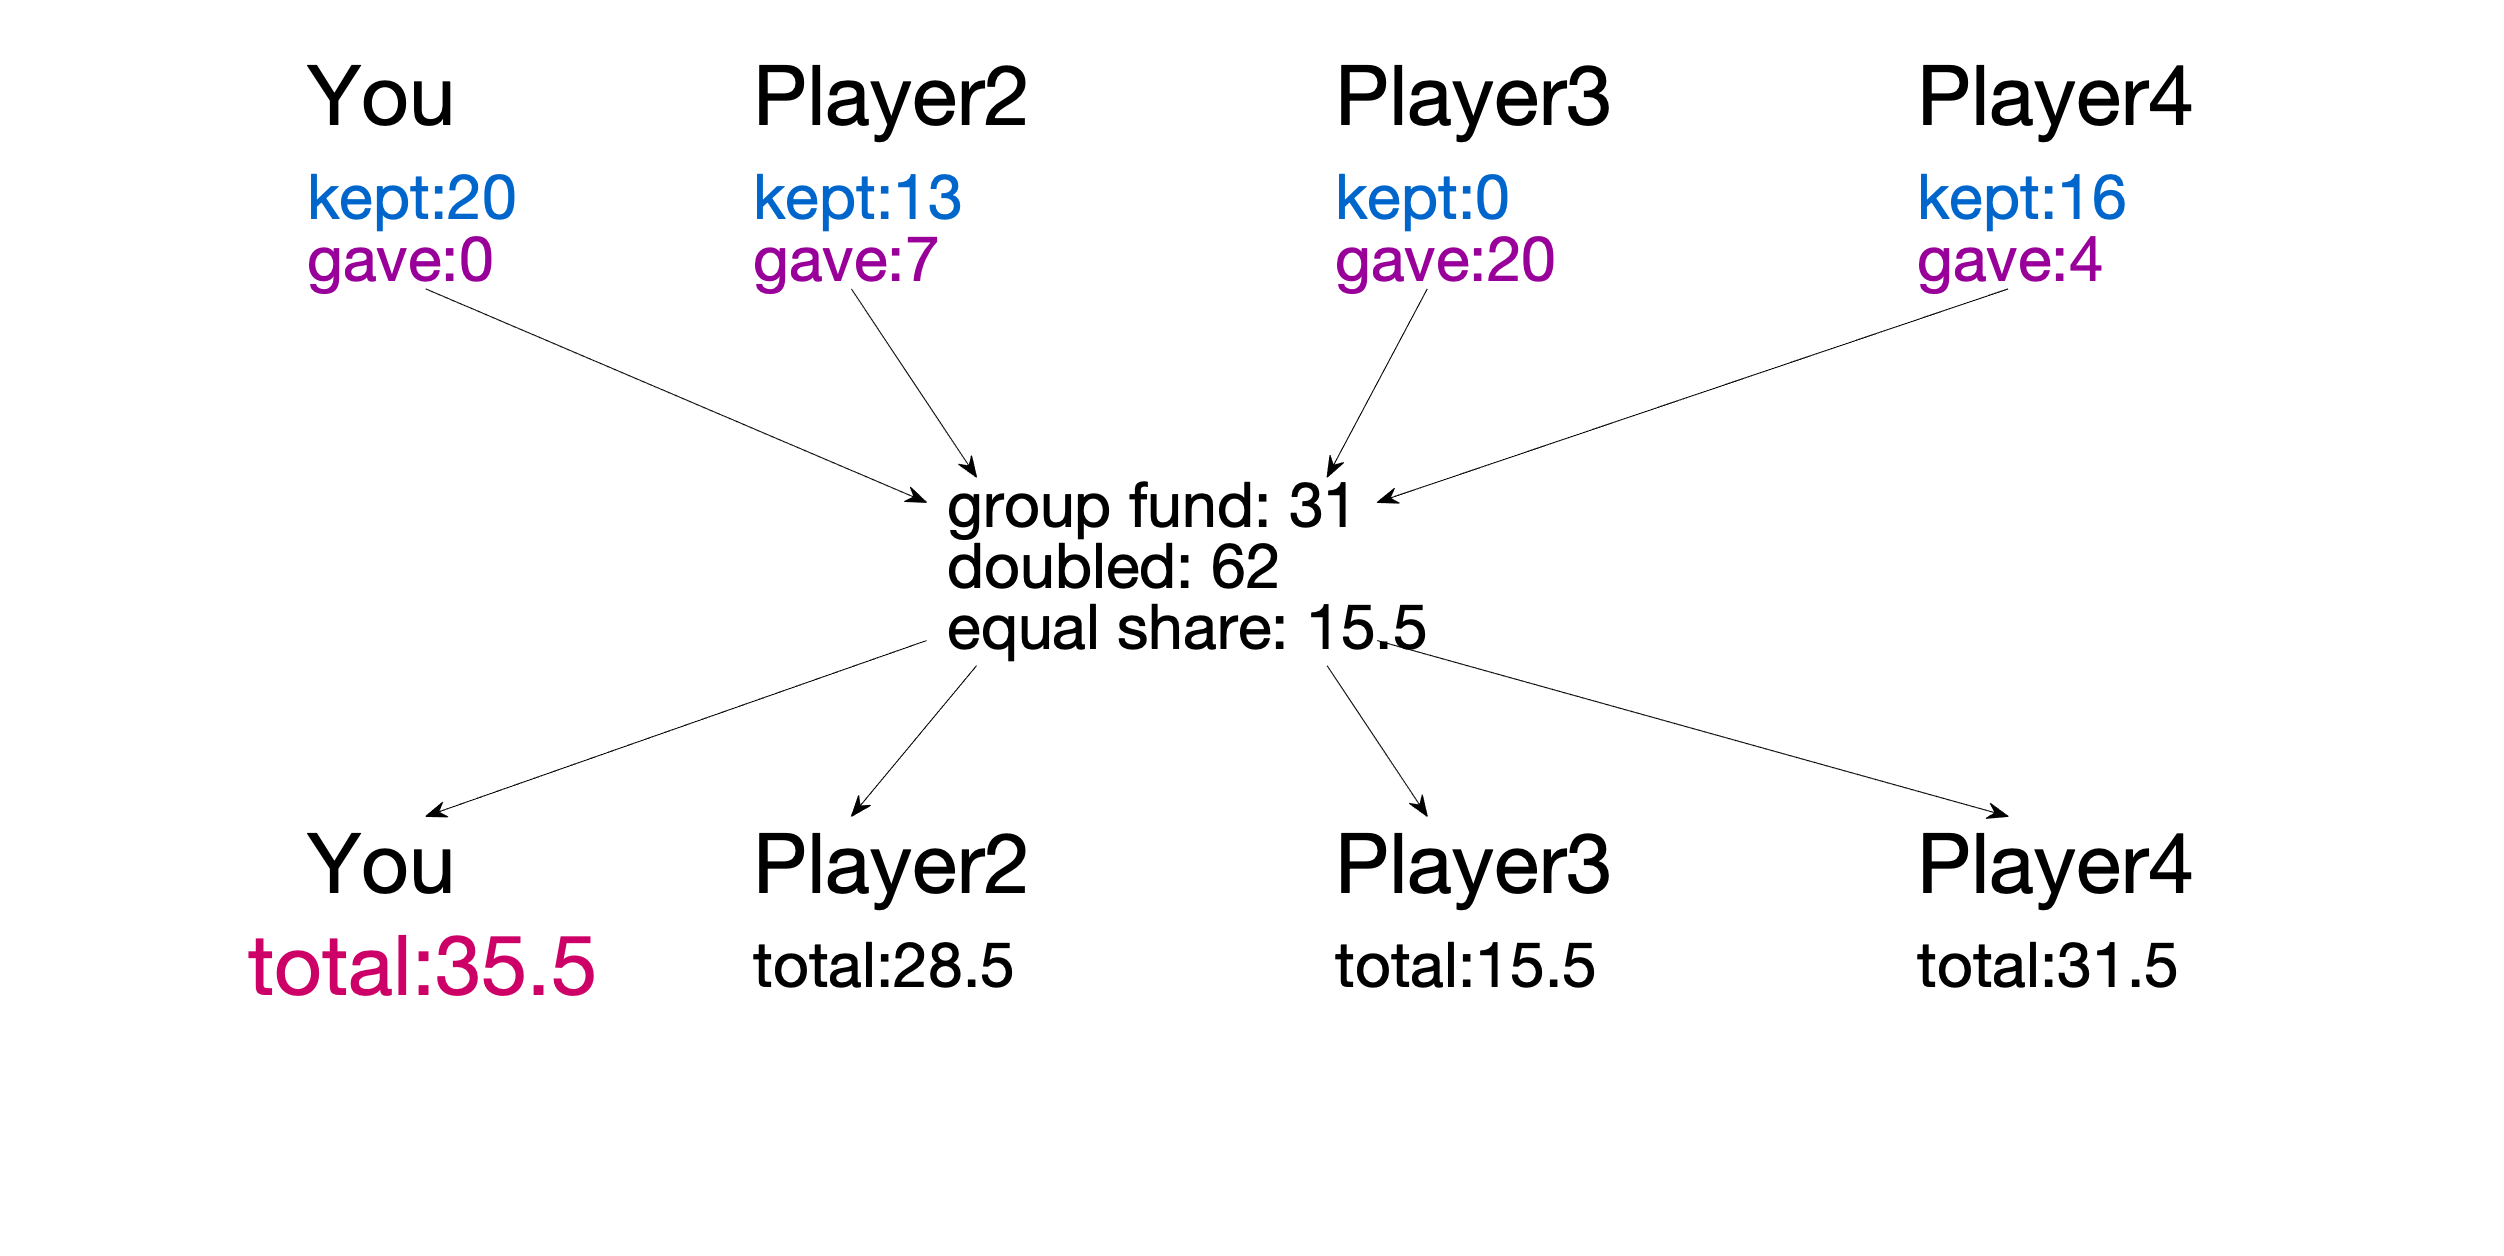 You Player2 Player3 Player4
kept:20 kept:13 kept:0 kept:16
gave:0 gave:7 gave:20 gave:4
group fund: 31
doubled: 62
equal share: 15.5
You Player2 Player3 Player4
total:35.5 total:28.5 total:15.5 total:31.5